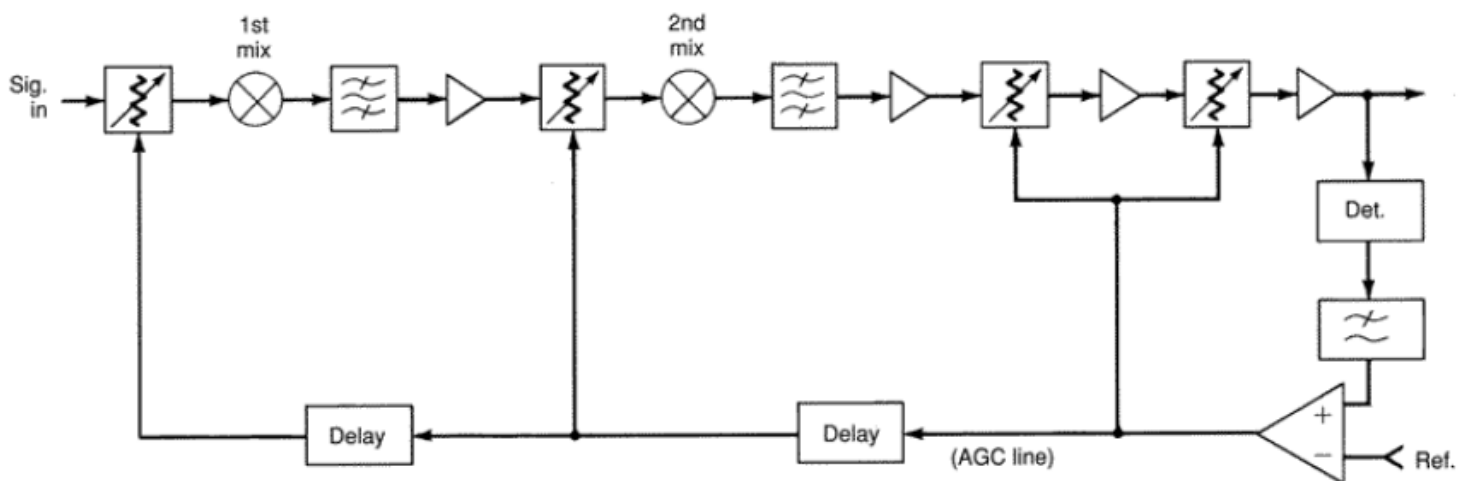 1st
mix
2nd
mix
Sig.
in
Det.
Delay
Delay
(AGC line)
+
−
Ref.